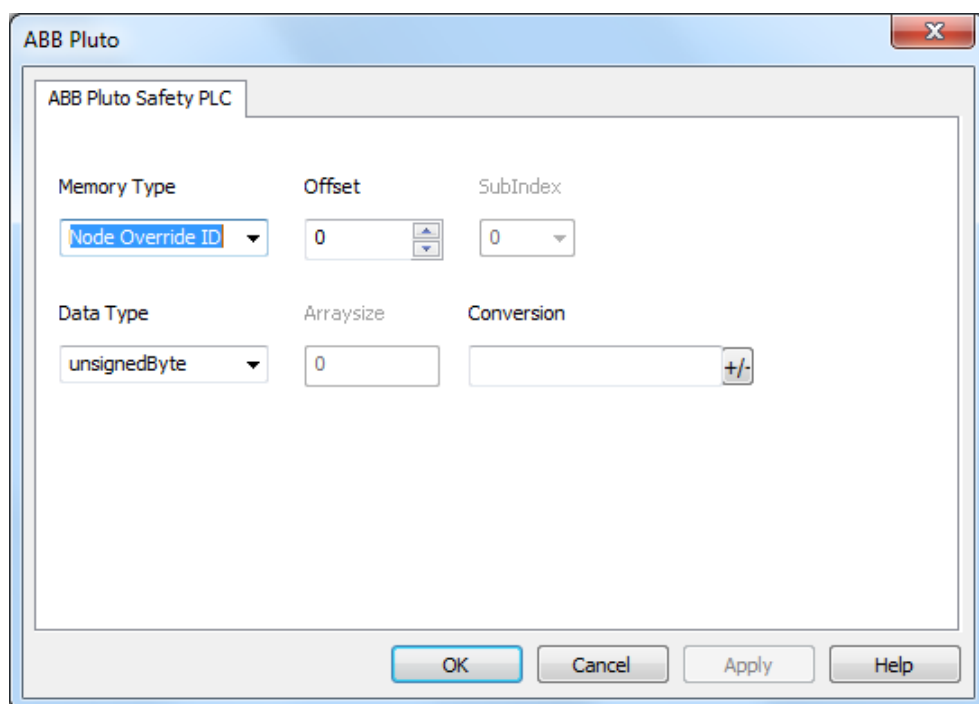 ABB Pluto
ABB Pluto Safety PLC
Memory Type Offset SubIndex
Node Override ID 0 0
Data Type Arraysize Conversion
unsignedByte 0 +/-
OK Cancel Apply Help